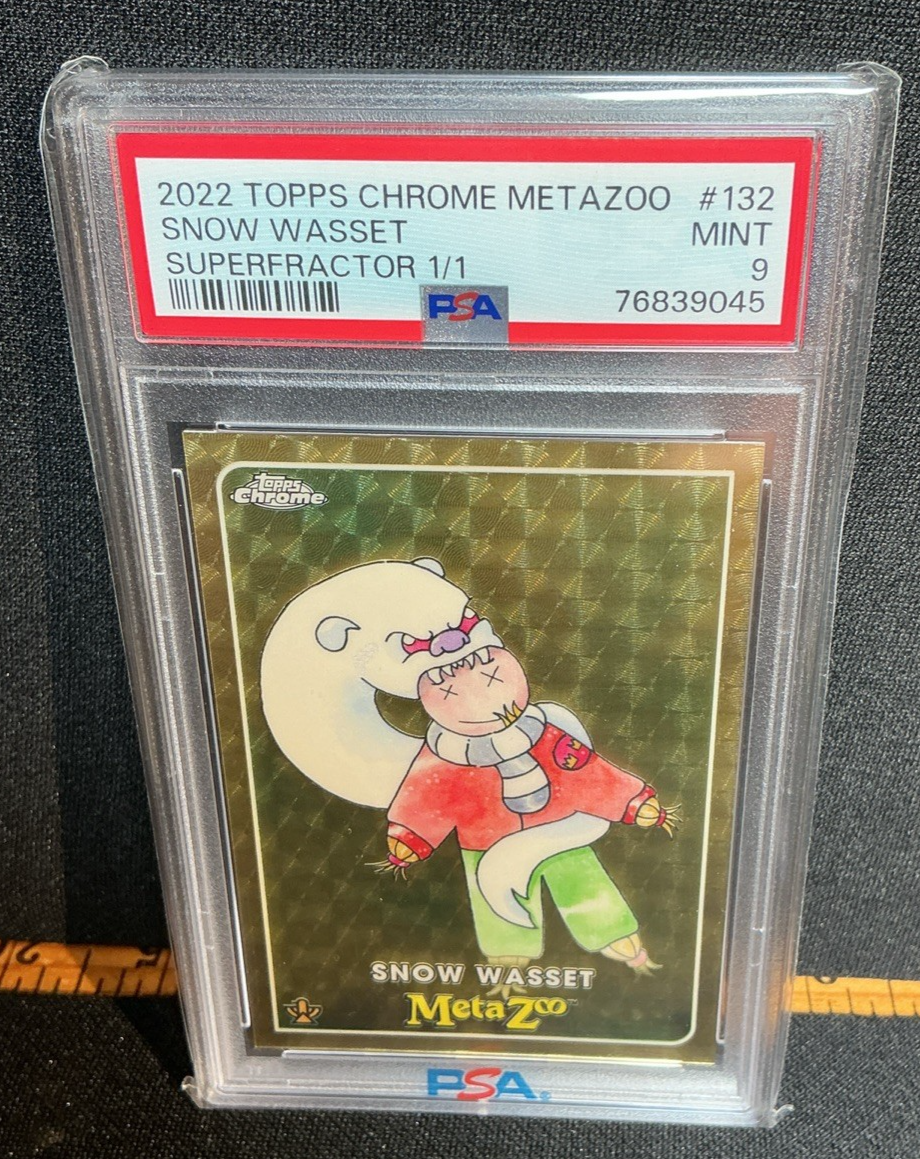 2022 TOPPS CHROME METAZOO #132
SNOW WASSET MINT
SUPERFRACTOR 1/1 9
PSA 76839045
Topps
Chrome
SNOW WASSET
MetaZoo™
PSA®